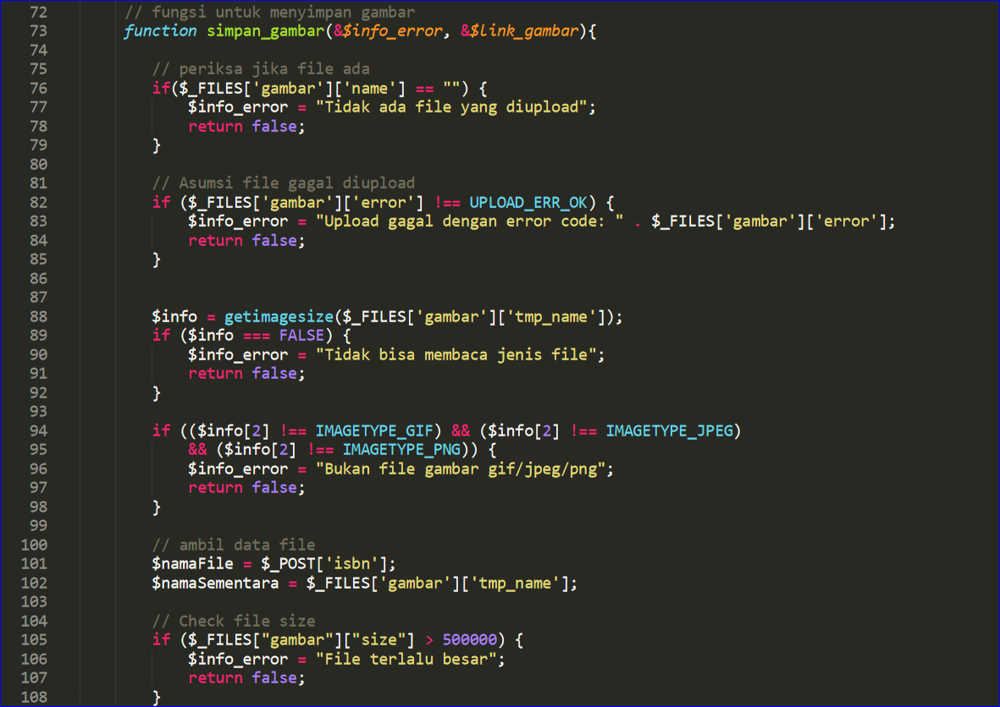 72 // fungsi untuk menyimpan gambar
73 function simpan_gambar(&$info_error, &$link_gambar){
74
75 // periksa jika file ada
76 if($_FILES['gambar']['name'] == "") {
77 $info_error = "Tidak ada file yang diupload";
78 return false;
79 }
80
81 // Asumsi file gagal diupload
82 if ($_FILES['gambar']['error'] !== UPLOAD_ERR_OK) {
83 $info_error = "Upload gagal dengan error code: " . $_FILES['gambar']['error'];
84 return false;
85 }
86
87
88 $info = getimagesize($_FILES['gambar']['tmp_name']);
89 if ($info === FALSE) {
90 $info_error = "Tidak bisa membaca jenis file";
91 return false;
92 }
93
94 if (($info[2] !== IMAGETYPE_GIF) && ($info[2] !== IMAGETYPE_JPEG)
95 && ($info[2] !== IMAGETYPE_PNG)) {
96 $info_error = "Bukan file gambar gif/jpeg/png";
97 return false;
98 }
99
100 // ambil data file
101 $namaFile = $_POST['isbn'];
102 $namaSementara = $_FILES['gambar']['tmp_name'];
103
104 // Check file size
105 if ($_FILES["gambar"]["size"] > 500000) {
106 $info_error = "File terlalu besar";
107 return false;
108 }